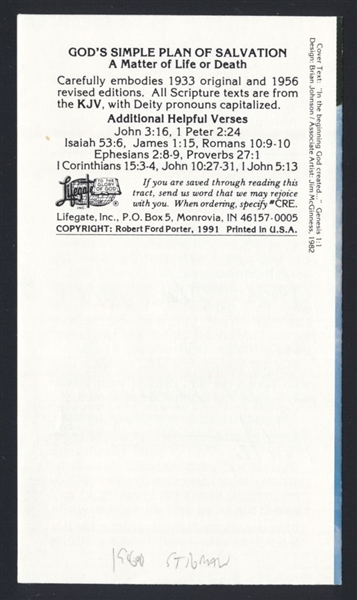 GOD'S SIMPLE PLAN OF SALVATION
A Matter of Life or Death
Carefully embodies 1933 original and 1956
revised editions. All Scripture texts are from
the KJV, with Deity pronouns capitalized.
Additional Helpful Verses
John 3:16, 1 Peter 2:24
Isaiah 53:6, James 1:15, Romans 10:9-10
Ephesians 2:8-9, Proverbs 27:1
I Corinthians 15:3-4, John 10:27-31, I John 5:13
Lifegate
TO THE
GLORY
OF GOD
®
If you are saved through reading this
tract, send us word that we may rejoice
with you. When ordering, specify #CRE.
Lifegate, Inc., P.O. Box 5, Monrovia, IN 46157-0005
COPYRIGHT: Robert Ford Porter, 1991 Printed in U.S.A.
Cover Text: "In the beginning God created..." Genesis 1:1
Design: Brian Johnson / Associate Artist: Jim McGinness, 1982